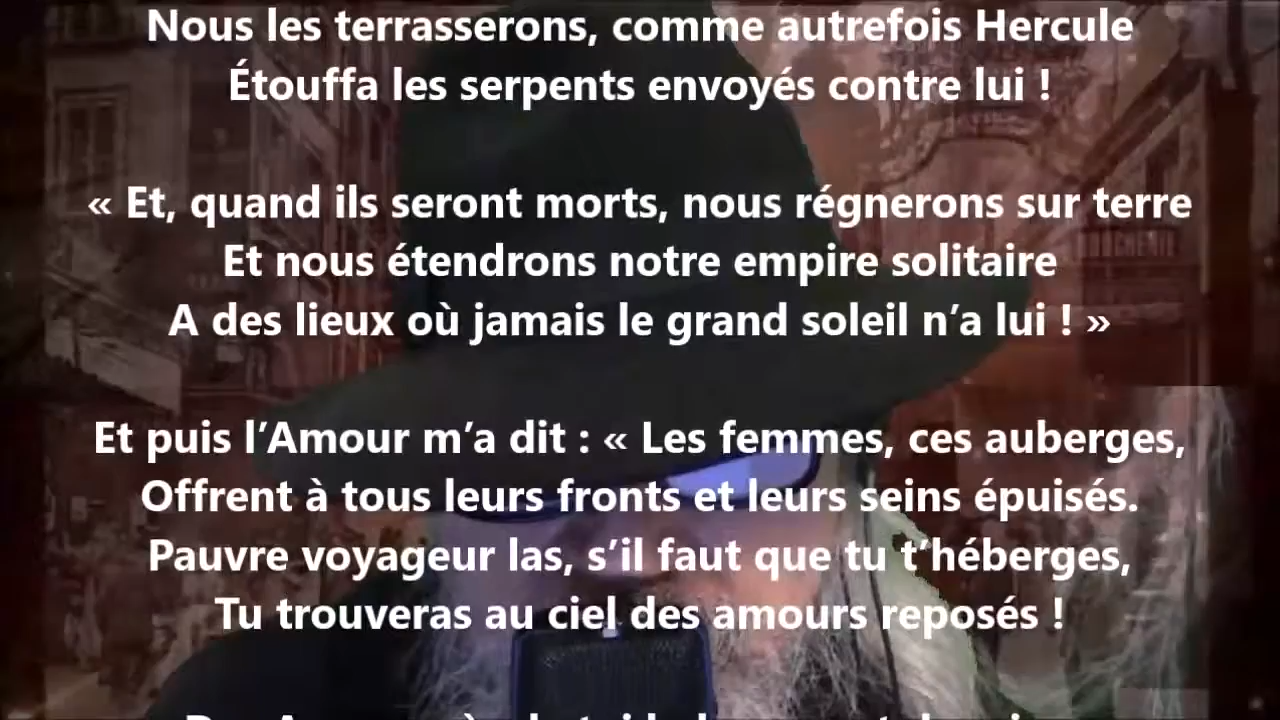 Nous les terrasserons, comme autrefois Hercule
Étouffa les serpents envoyés contre lui !
« Et, quand ils seront morts, nous régnerons sur terre
Et nous étendrons notre empire solitaire
A des lieux où jamais le grand soleil n’a lui ! »
Et puis l’Amour m’a dit : « Les femmes, ces auberges,
Offrent à tous leurs fronts et leurs seins épuisés.
Pauvre voyageur las, s’il faut que tu t’héberges,
Tu trouveras au ciel des amours reposés !